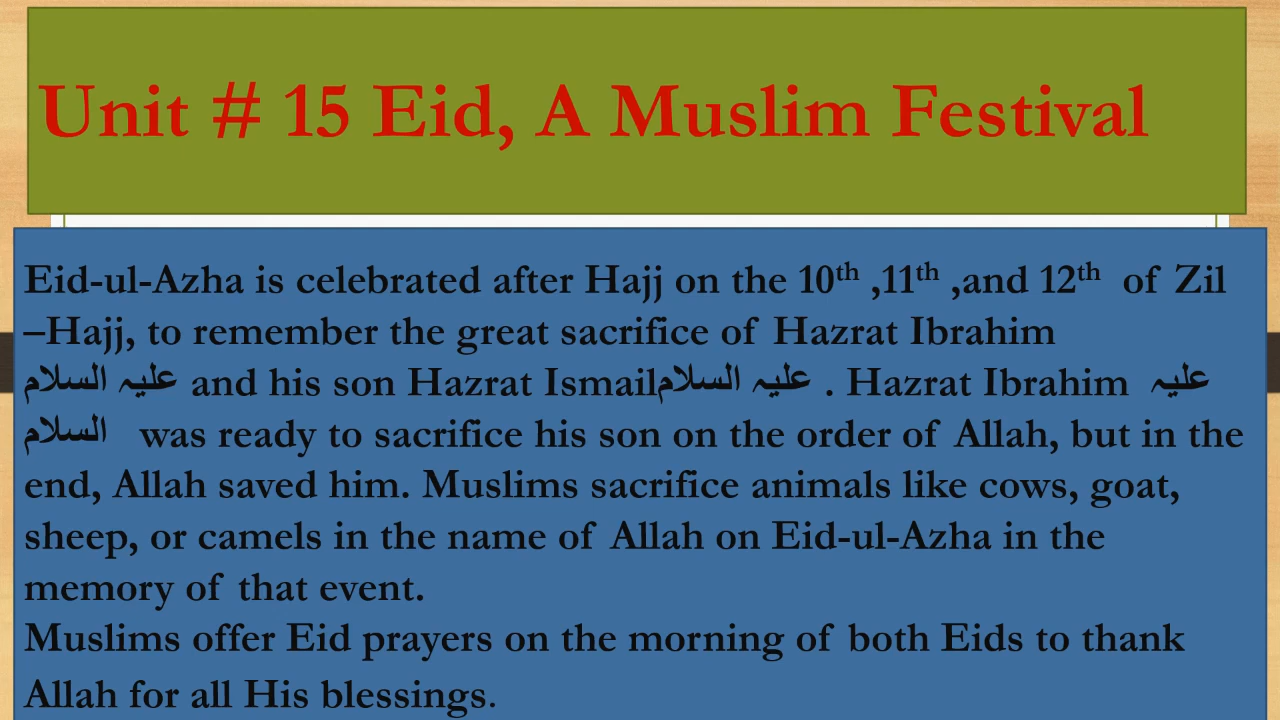 Unit # 15 Eid, A Muslim Festival
Eid-ul-Azha is celebrated after Hajj on the 10th ,11th ,and 12th of Zil
–Hajj, to remember the great sacrifice of Hazrat Ibrahim
علیہ السلام and his son Hazrat Ismailعلیہ السلام . Hazrat Ibrahim علیہ
السلام was ready to sacrifice his son on the order of Allah, but in the
end, Allah saved him. Muslims sacrifice animals like cows, goat,
sheep, or camels in the name of Allah on Eid-ul-Azha in the
memory of that event.
Muslims offer Eid prayers on the morning of both Eids to thank
Allah for all His blessings.